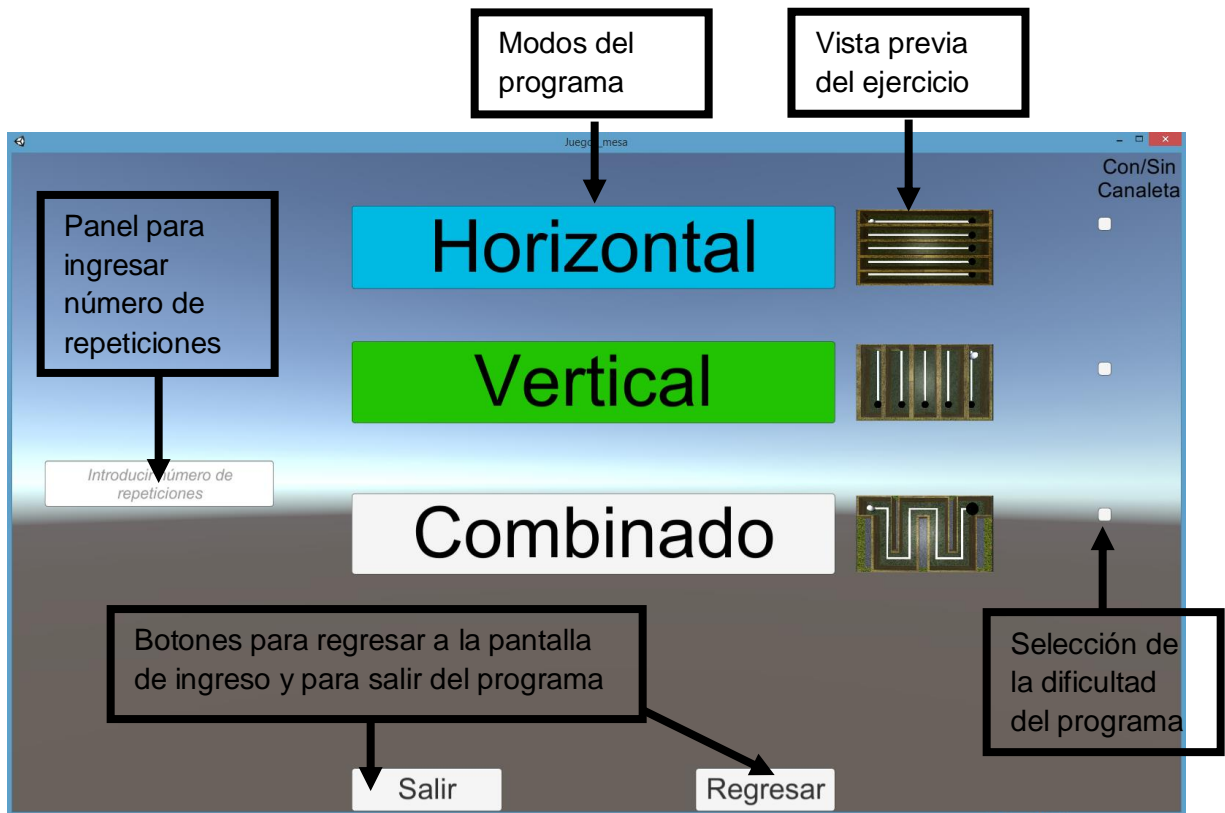 Modos del
programa
Vista previa
del ejercicio
Juegos_mesa
Con/Sin
Canaleta
Panel para
ingresar
número de
repeticiones
Horizontal
Vertical
Introducir número de
repeticiones
Combinado
Botones para regresar a la pantalla
de ingreso y para salir del programa
Selección de
la dificultad
del programa
Salir
Regresar